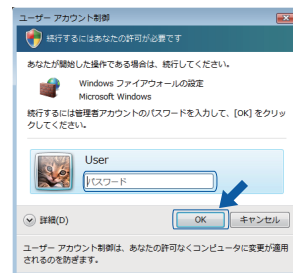 ユーザー アカウント制御
続行するにはあなたの許可が必要です
あなたが開始した操作である場合は、続行してください。
Windows ファイアウォールの設定
Microsoft Windows
続行するには管理者アカウントのパスワードを入力して、[OK] をクリッ
クしてください。
User
パスワード
詳細(D)
OK
キャンセル
ユーザー アカウント制御は、あなたの許可なくコンピュータに変更が適用
されるのを防ぎます。